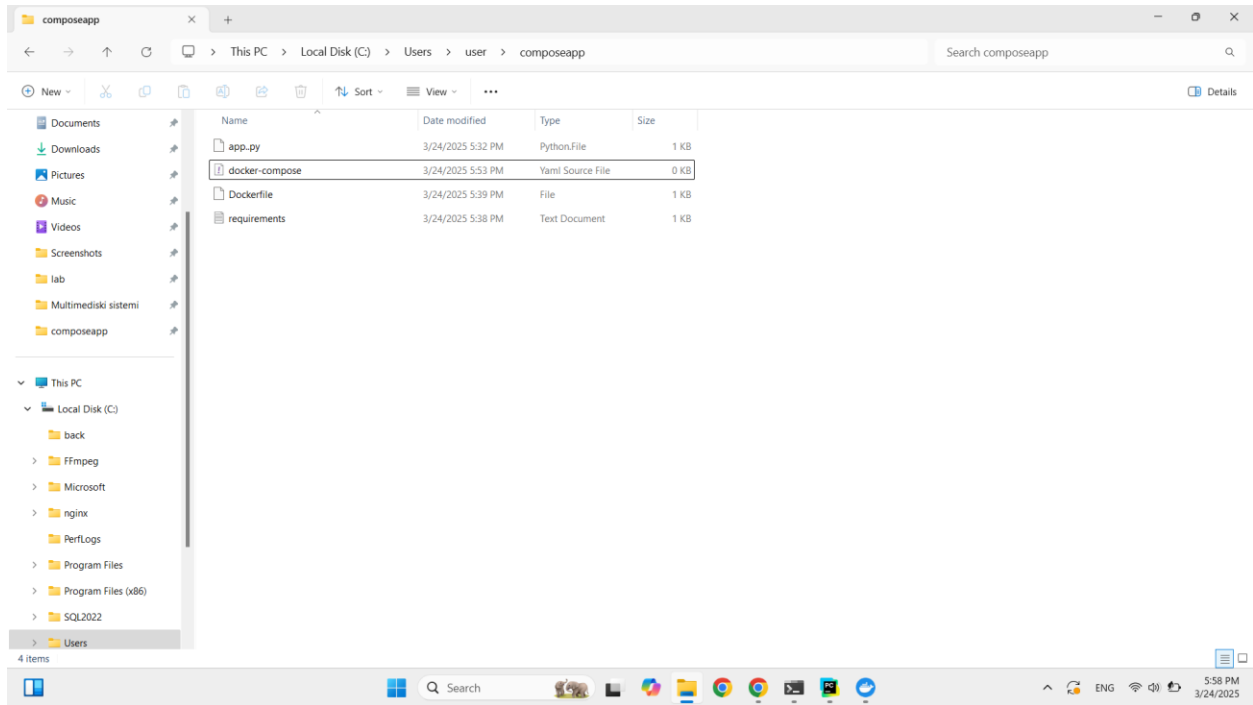 composeapp
This PC > Local Disk (C:) > Users > user > composeapp
Search composeapp
New
Sort
View
Details
Documents
Downloads
Pictures
Music
Videos
Screenshots
lab
Multimediski sistemi
composeapp
This PC
Local Disk (C:)
back
FFmpeg
Microsoft
nginx
PerfLogs
Program Files
Program Files (x86)
SQL2022
Users
Name Date modified Type Size
app..py 3/24/2025 5:32 PM Python.File 1 KB
docker-compose 3/24/2025 5:53 PM Yaml Source File 0 KB
Dockerfile 3/24/2025 5:39 PM File 1 KB
requirements 3/24/2025 5:38 PM Text Document 1 KB
4 items
Search
PC
ENG
5:58 PM
3/24/2025